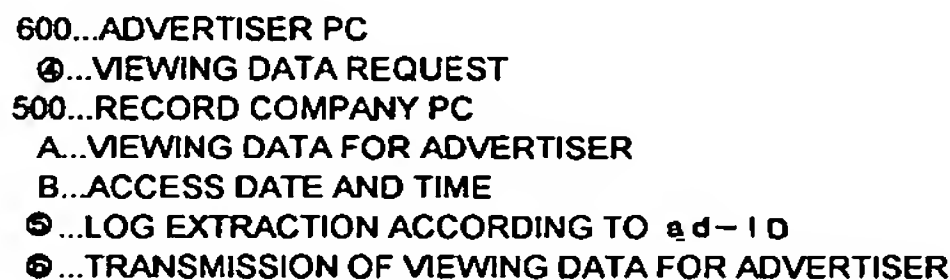 600...ADVERTISER PC
④...VIEWING DATA REQUEST
500...RECORD COMPANY PC
A...VIEWING DATA FOR ADVERTISER
B...ACCESS DATE AND TIME
⑤...LOG EXTRACTION ACCORDING TO ad-ID
⑥...TRANSMISSION OF VIEWING DATA FOR ADVERTISER